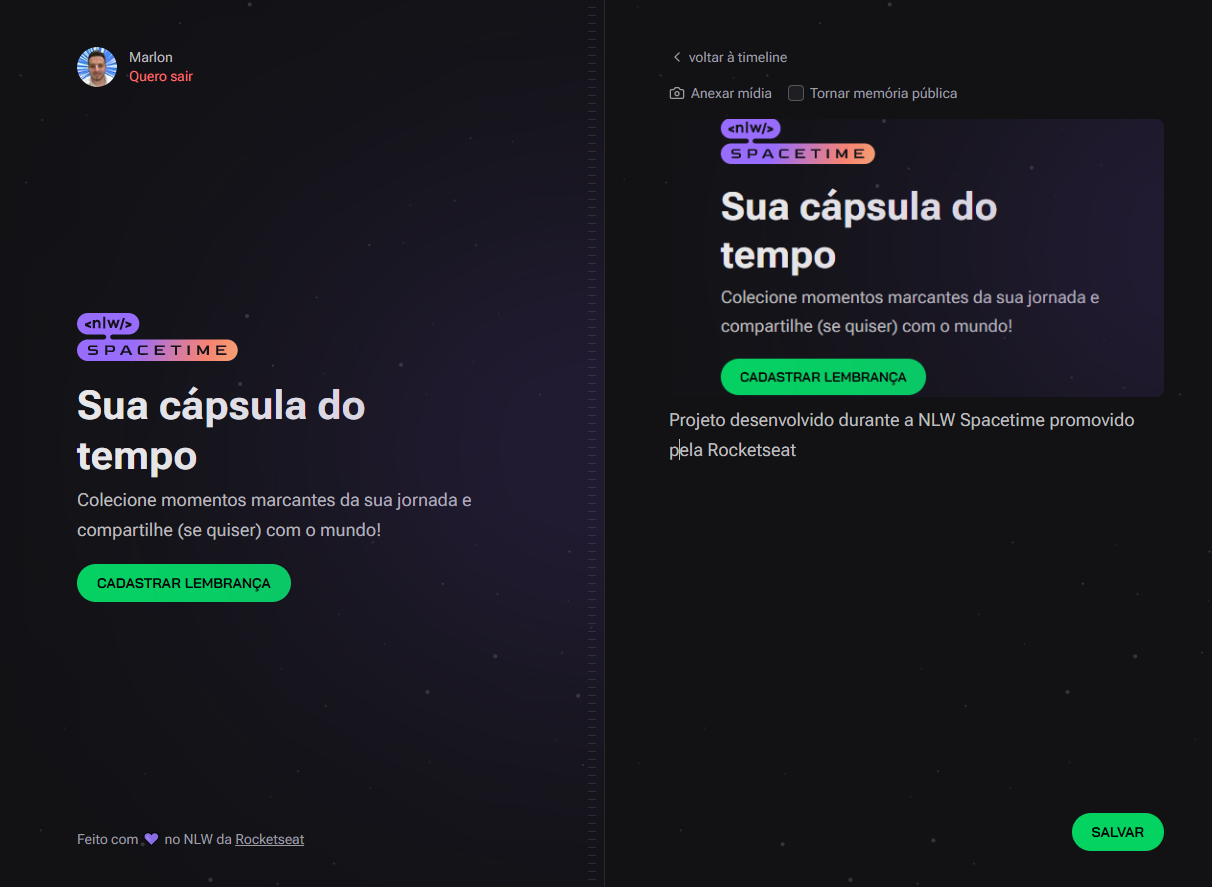 Marlon
Quero sair
<nlw/>
SPACETIME
Sua cápsula do
tempo
Colecione momentos marcantes da sua jornada e
compartilhe (se quiser) com o mundo!
CADASTRAR LEMBRANÇA
Feito com 💜 no NLW da Rocketseat
voltar à timeline
Anexar mídia
Tornar memória pública
<nlw/>
SPACETIME
Sua cápsula do
tempo
Colecione momentos marcantes da sua jornada e
compartilhe (se quiser) com o mundo!
CADASTRAR LEMBRANÇA
Projeto desenvolvido durante a NLW Spacetime promovido
pela Rocketseat
SALVAR